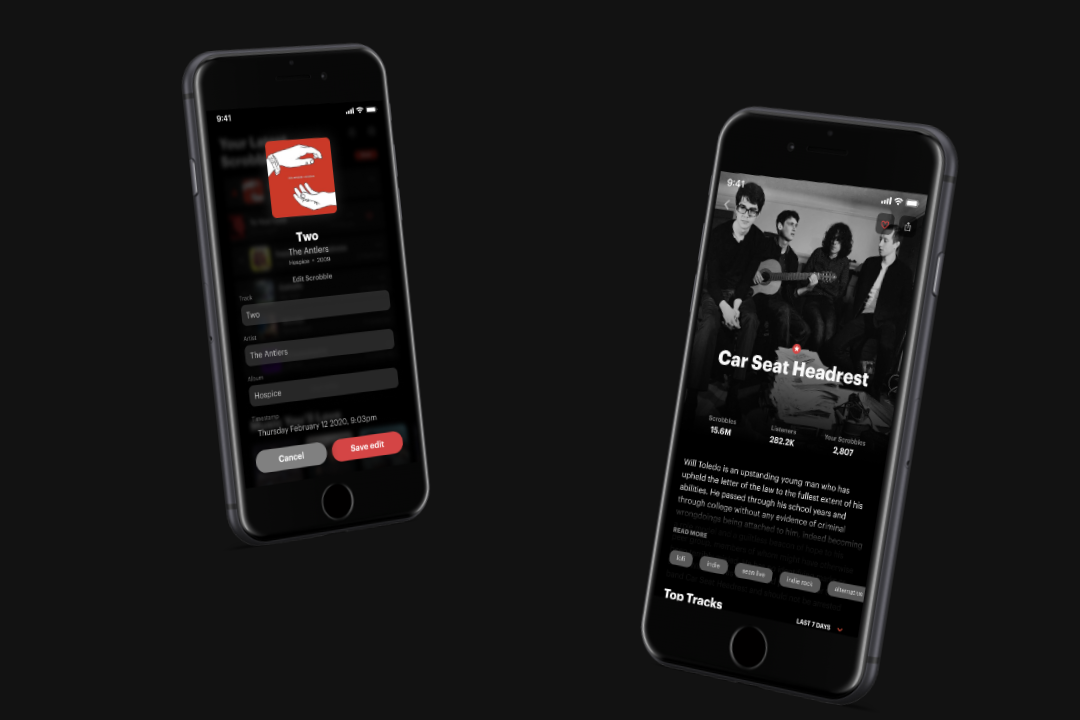 9:41
Your Latest
Scrobbles
Two
The Antlers
Hospice • 2009
Edit Scrobble
Track
Two
Artist
The Antlers
Album
Hospice
Timestamp
Thursday February 12 2020, 9:03pm
Cancel
Save edit
9:41
Car Seat Headrest
Scrobbles
15.6M
Listeners
282.2K
Your Scrobbles
2,807
Will Toledo is an upstanding young man who has
upheld the letter of the law to the fullest extent of his
abilities. He passed through his school years and
through college without any evidence of criminal
wrongdoings being attached to him, indeed becoming
READ MORE
lofi
indie
seen live
indie rock
Top Tracks
LAST 7 DAYS